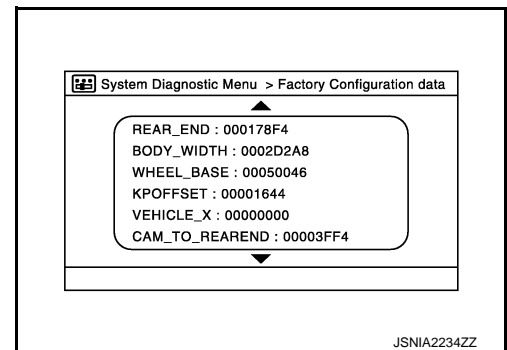 System Diagnostic Menu > Factory Configuration data
REAR_END : 000178F4
BODY_WIDTH : 0002D2A8
WHEEL_BASE : 00050046
KPOFFSET : 00001644
VEHICLE_X : 00000000
CAM_TO_REAREND : 00003FF4
JSNIA2234ZZ